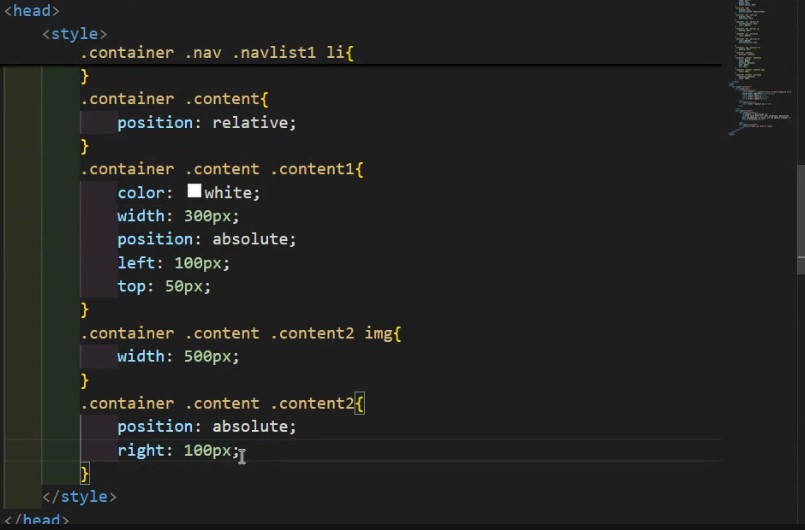 <head>
<style>
.container .nav .navlist1 li{
}
.container .content{
position: relative;
}
.container .content .content1{
color: white;
width: 300px;
position: absolute;
left: 100px;
top: 50px;
}
.container .content .content2 img{
width: 500px;
}
.container .content .content2{
position: absolute;
right: 100px;
}
</style>
</head>